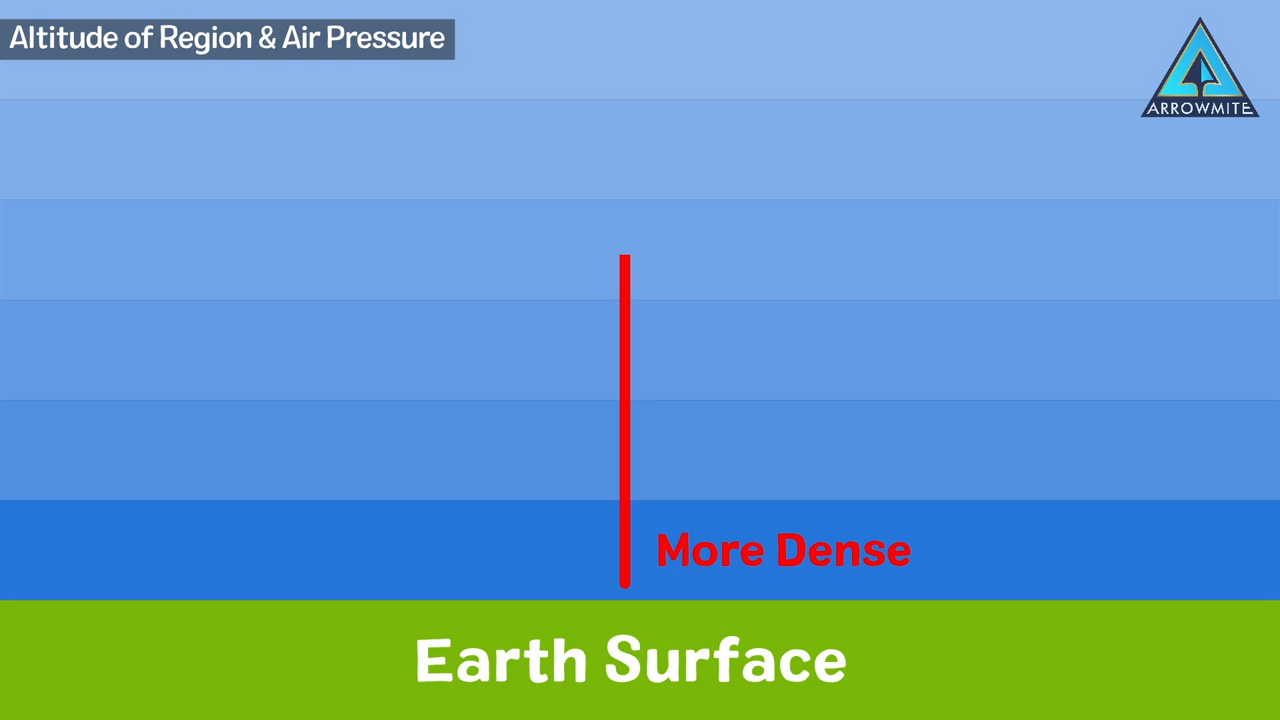 Altitude of Region & Air Pressure
ARROWMITE
More Dense
Earth Surface